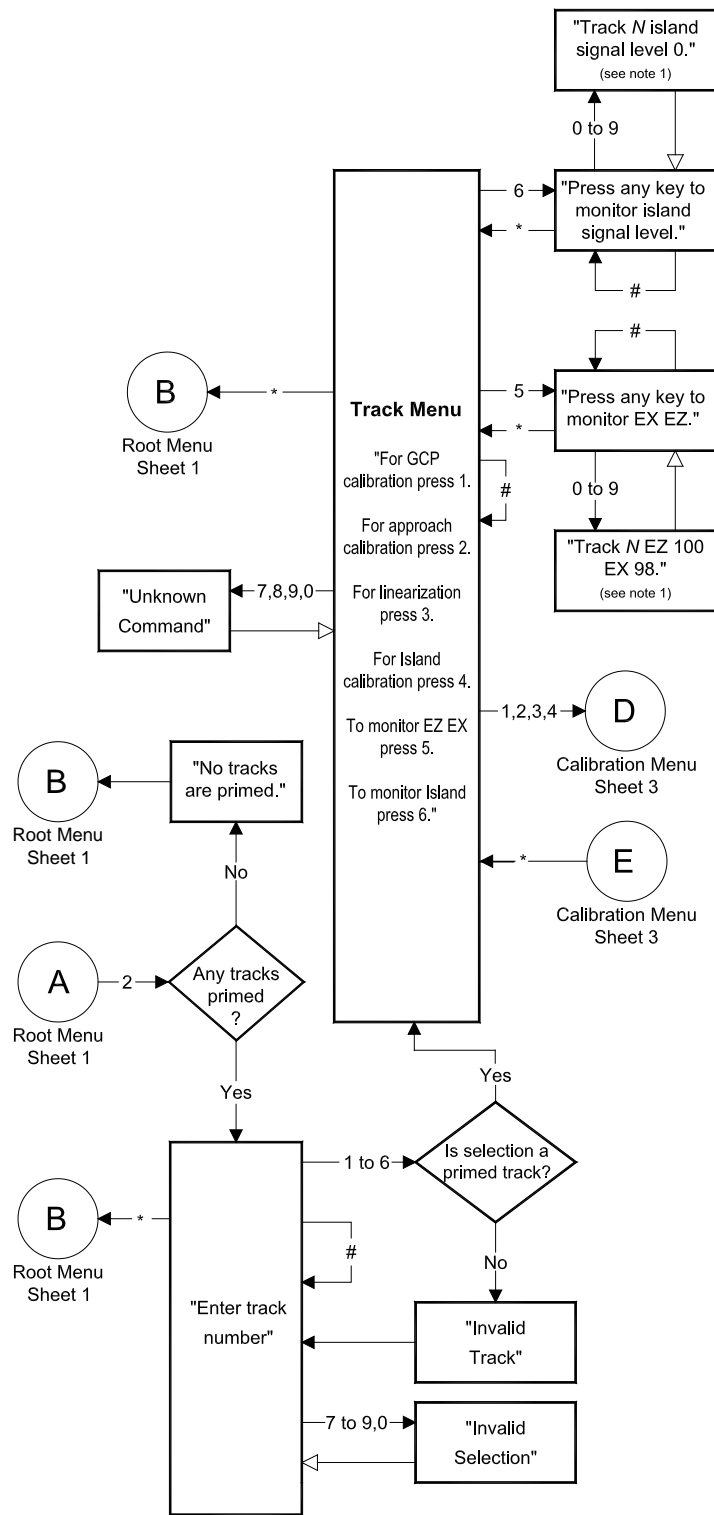 "Track N island
signal level 0."
(see note 1)
0 to 9
6
"Press any key to
monitor island
signal level."
*
#
#
B
*
Root Menu
Sheet 1
Track Menu
5
"Press any key to
monitor EX EZ."
*
"For GCP
calibration press 1.
#
0 to 9
For approach
calibration press 2.
"Track N EZ 100
EX 98."
(see note 1)
"Unknown
Command"
7,8,9,0
For linearization
press 3.
For Island
calibration press 4.
To monitor EZ EX
press 5.
To monitor Island
press 6."
1,2,3,4
D
Calibration Menu
Sheet 3
B
Root Menu
Sheet 1
"No tracks
are primed."
*
E
Calibration Menu
Sheet 3
No
A
Root Menu
Sheet 1
2
Any tracks
primed
?
Yes
Yes
Is selection a
primed track?
1 to 6
B
*
Root Menu
Sheet 1
#
No
"Enter track
number"
"Invalid
Track"
7 to 9,0
"Invalid
Selection"